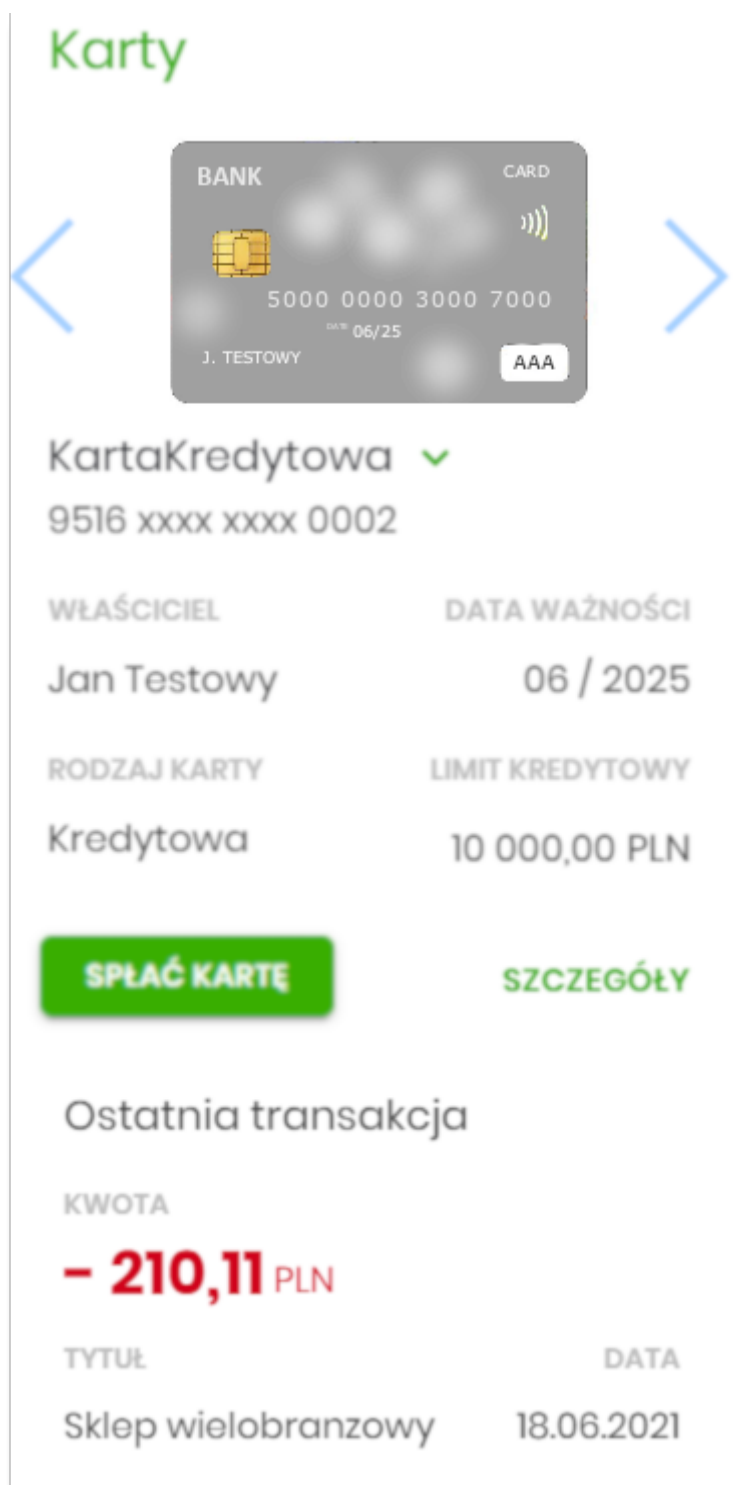 Karty
BANK CARD
5000 0000 3000 7000
DATE 06/25
J. TESTOWY AAA
KartaKredytowa
9516 xxxx xxxx 0002
WŁAŚCICIEL DATA WAŻNOŚCI
Jan Testowy 06 / 2025
RODZAJ KARTY LIMIT KREDYTOWY
Kredytowa 10 000,00 PLN
SPŁAĆ KARTĘ SZCZEGÓŁY
Ostatnia transakcja
KWOTA
- 210,11 PLN
TYTUŁ DATA
Sklep wielobranzowy 18.06.2021